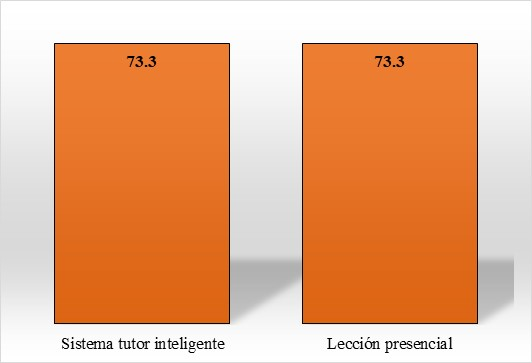 73.3
73.3
Sistema tutor inteligente
Lección presencial